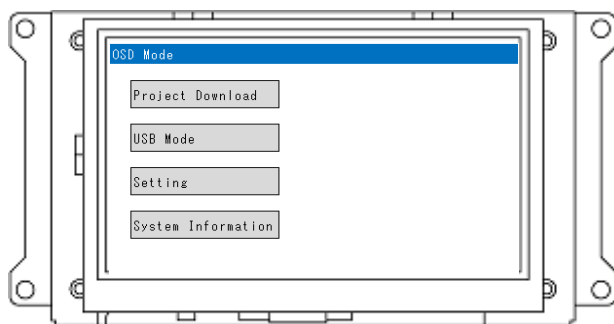 OSD Mode
Project Download
USB Mode
Setting
System Information